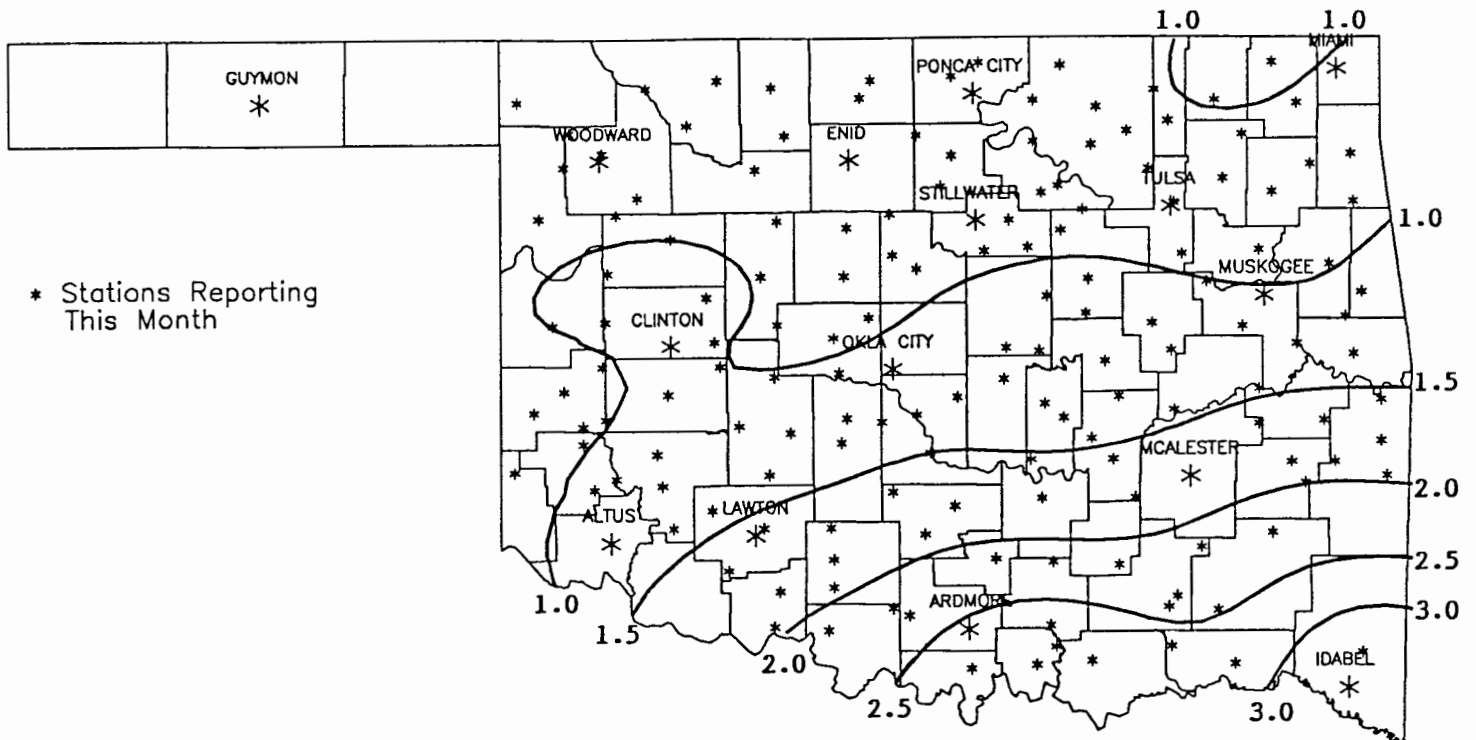 1.0 1.0
MIAMI
GUYMON
PONCA CITY
WOODWARD
ENID
TULSA
STILLWATER
1.0
MUSKOGEE
* Stations Reporting
This Month
CLINTON
OKLA CITY
1.5
MCALESTER
2.0
LAWTON
ALTUS
2.5
1.0
ARDMORE
3.0
1.5
2.0
IDABEL
2.5
3.0